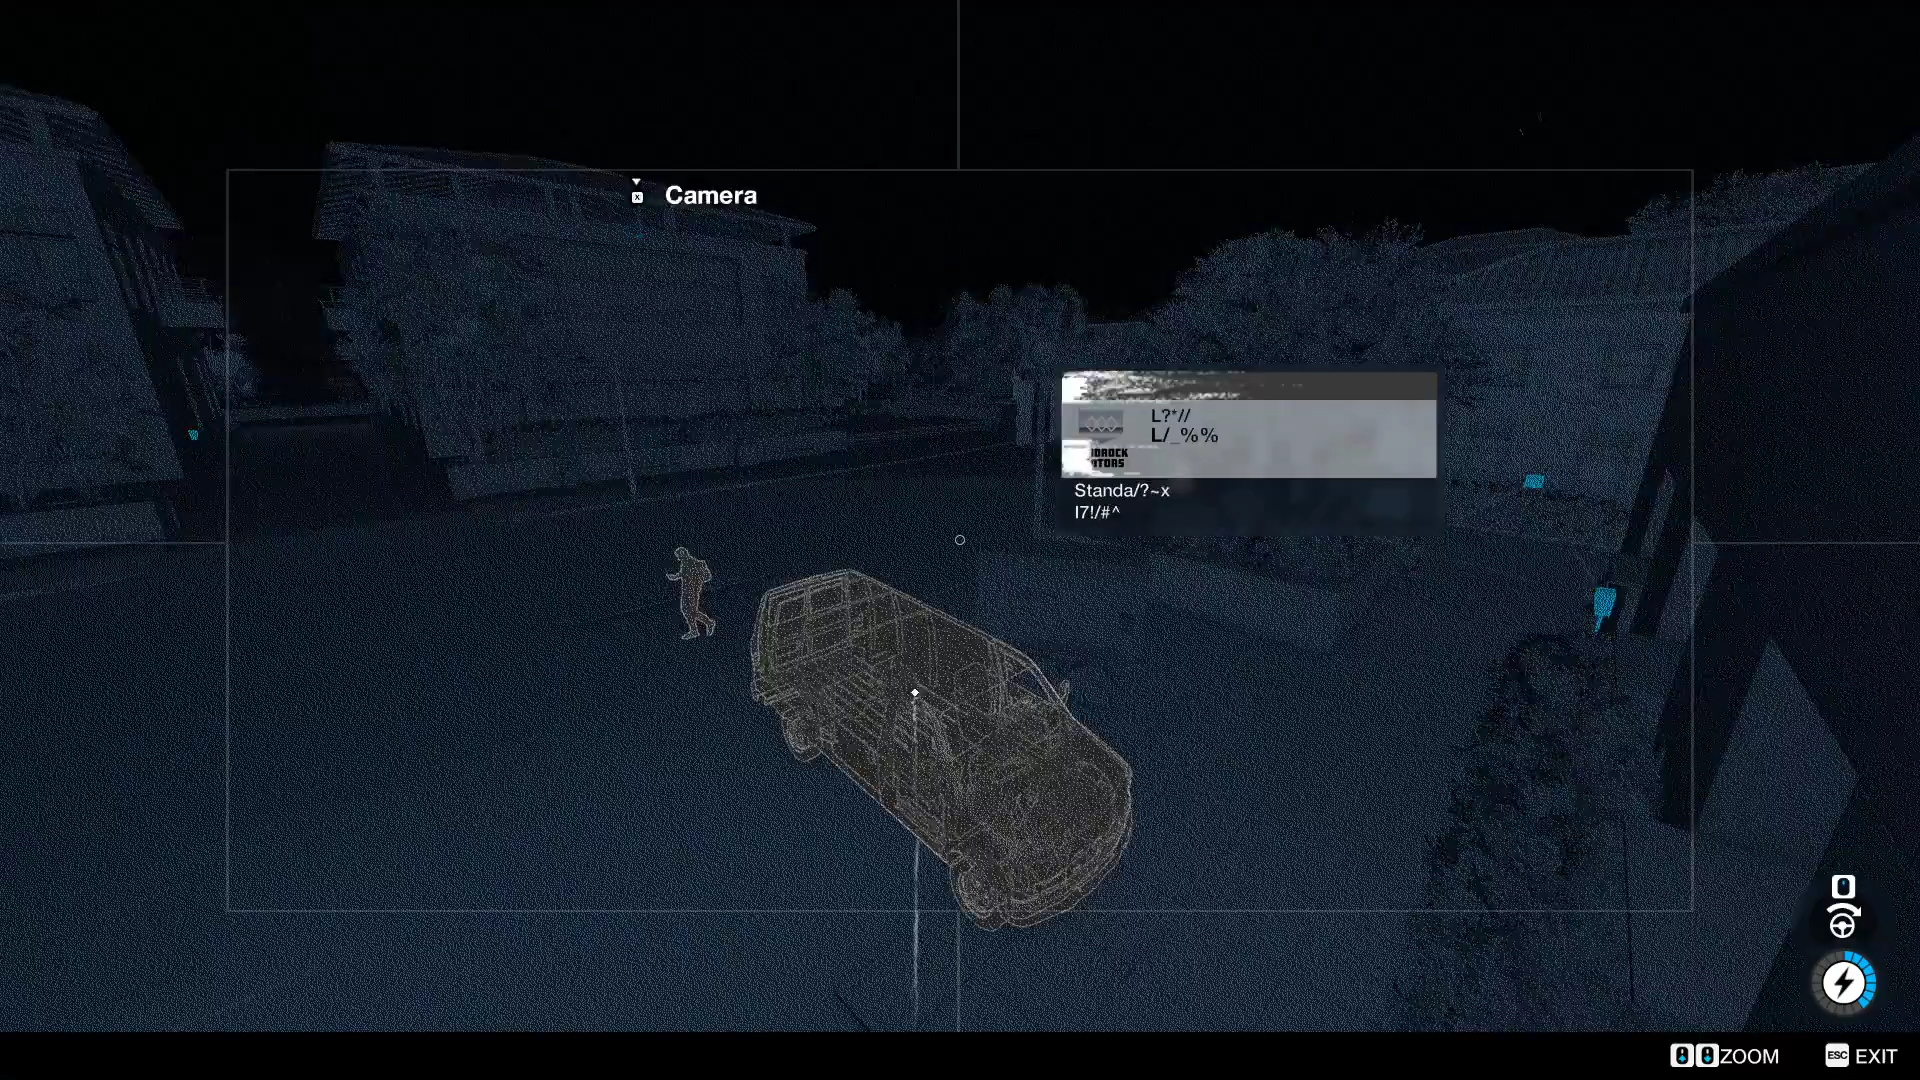 X Camera
L?*//
L/_%%
Standa/?~x
I7!/#^
ZOOM
ESC EXIT